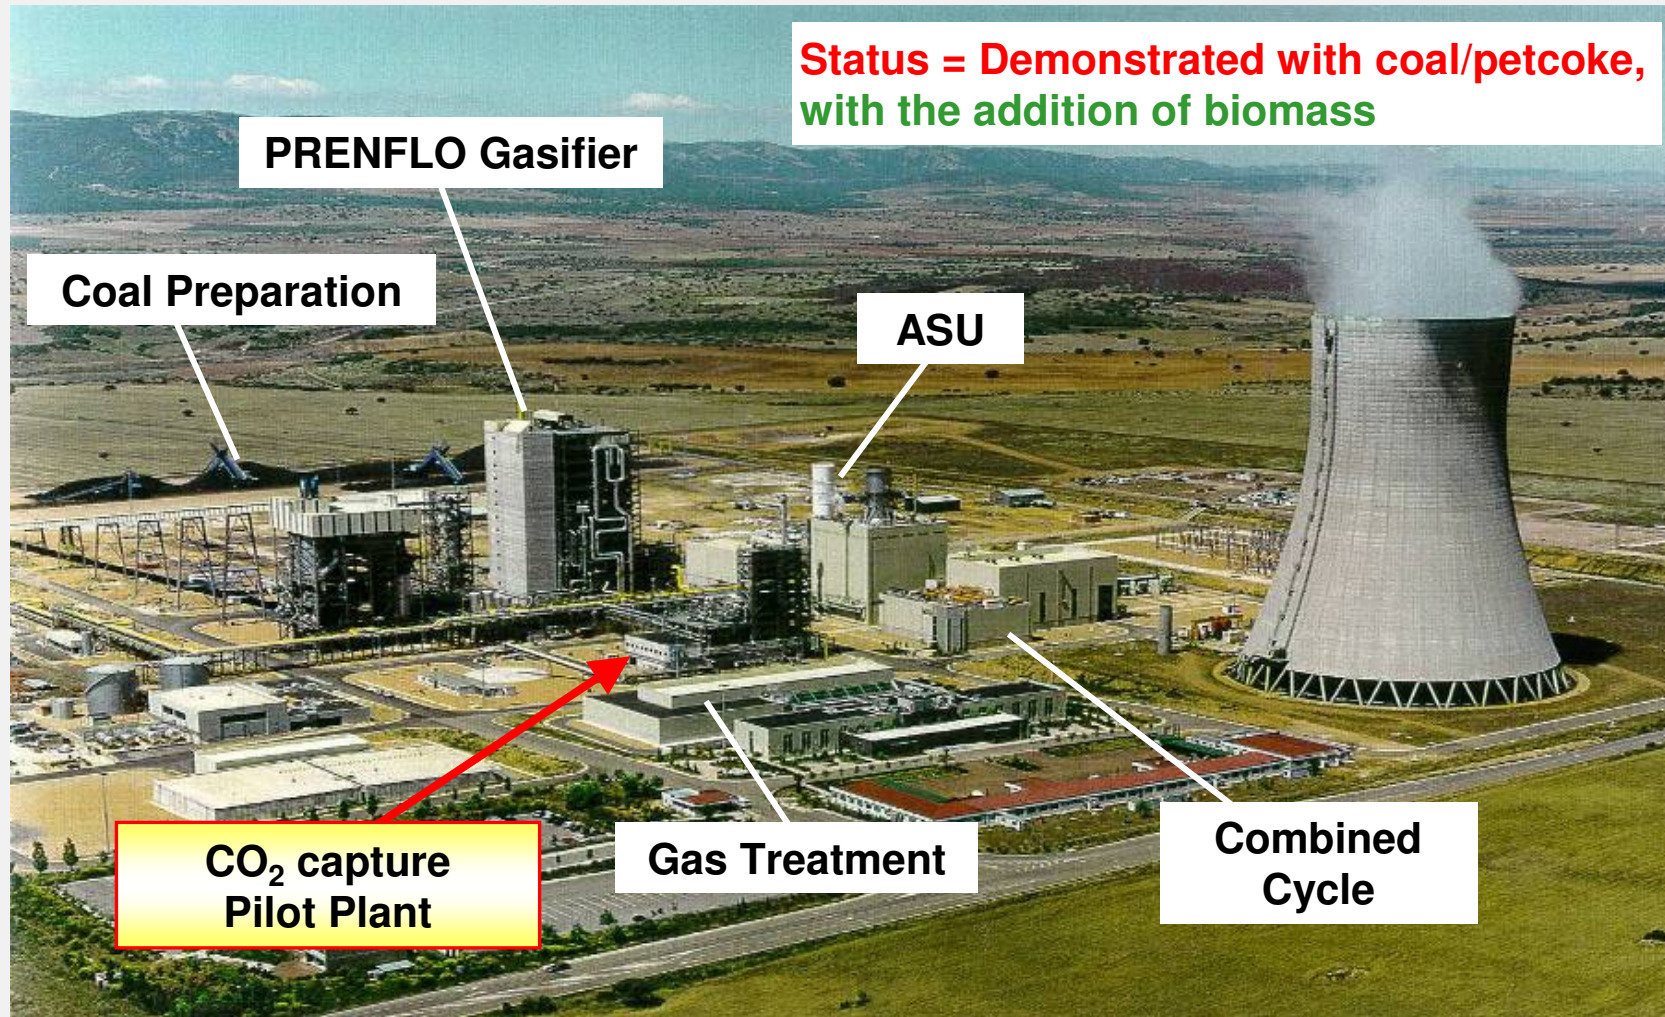 Status = Demonstrated with coal/petcoke,
with the addition of biomass
PRENFLO Gasifier
Coal Preparation
ASU
CO₂ capture
Pilot Plant
Gas Treatment
Combined
Cycle